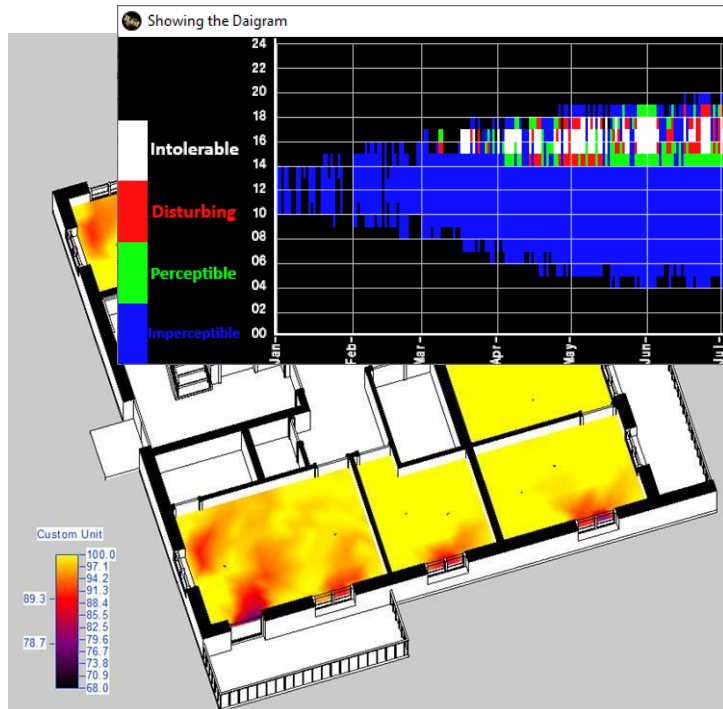 Showing the Daigram
24
22
20
18
16
14
12
10
08
06
04
02
00
Intolerable
Disturbing
Perceptible
Imperceptible
Jan-
Feb-
Mar-
Apr-
May-
Jun-
Jul-
Custom Unit
100.0
97.1
94.2
91.3
88.4
85.5
82.5
79.6
76.7
73.8
70.9
68.0
89.3
78.7